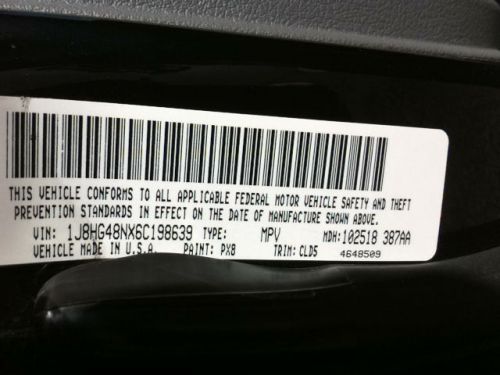 THIS VEHICLE CONFORMS TO ALL APPLICABLE FEDERAL MOTOR VEHICLE SAFETY AND THEFT
PREVENTION STANDARDS IN EFFECT ON THE DATE OF MANUFACTURE SHOWN ABOVE.
VIN: 1J8HG48NX6C198639 TYPE: MPV MDH: 102518 387AA
VEHICLE MADE IN U.S.A. PAINT: PX8 TRIM: CLD5 4648509